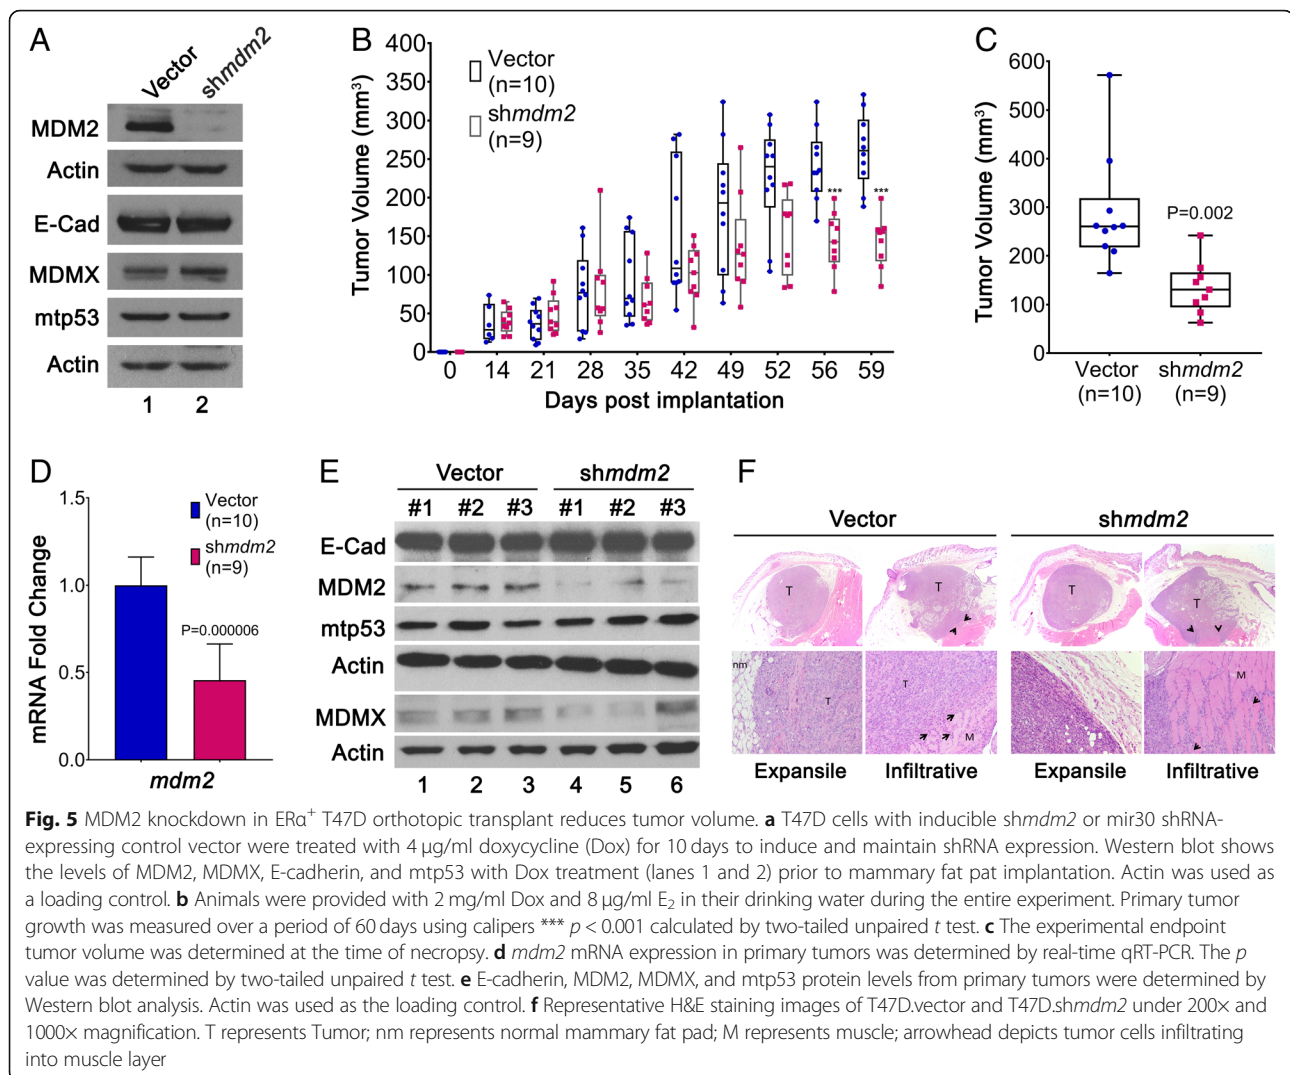 A
Vector
shmdm2
MDM2
Actin
E-Cad
MDMX
mtp53
Actin
1 2
B
Tumor Volume (mm³)
400
350
300
250
200
150
100
50
0
Vector
(n=10)
shmdm2
(n=9)
***
***
0 14 21 28 35 42 49 52 56 59
Days post implantation
C
Tumor Volume (mm³)
600
500
400
300
200
100
0
P=0.002
Vector
(n=10)
shmdm2
(n=9)
D
mRNA Fold Change
1.5
1.0
0.5
0.0
Vector
(n=10)
shmdm2
(n=9)
P=0.000006
mdm2
E
Vector shmdm2
#1 #2 #3 #1 #2 #3
E-Cad
MDM2
mtp53
Actin
MDMX
Actin
1 2 3 4 5 6
F
Vector shmdm2
T T T T
nm T T M M
Expansile Infiltrative Expansile Infiltrative
Fig. 5 MDM2 knockdown in ERα⁺ T47D orthotopic transplant reduces tumor volume. a T47D cells with inducible shmdm2 or mir30 shRNA-
expressing control vector were treated with 4 μg/ml doxycycline (Dox) for 10 days to induce and maintain shRNA expression. Western blot shows
the levels of MDM2, MDMX, E-cadherin, and mtp53 with Dox treatment (lanes 1 and 2) prior to mammary fat pat implantation. Actin was used as
a loading control. b Animals were provided with 2 mg/ml Dox and 8 μg/ml E₂ in their drinking water during the entire experiment. Primary tumor
growth was measured over a period of 60 days using calipers *** p < 0.001 calculated by two-tailed unpaired t test. c The experimental endpoint
tumor volume was determined at the time of necropsy. d mdm2 mRNA expression in primary tumors was determined by real-time qRT-PCR. The p
value was determined by two-tailed unpaired t test. e E-cadherin, MDM2, MDMX, and mtp53 protein levels from primary tumors were determined by
Western blot analysis. Actin was used as the loading control. f Representative H&E staining images of T47D.vector and T47D.shmdm2 under 200× and
1000× magnification. T represents Tumor; nm represents normal mammary fat pad; M represents muscle; arrowhead depicts tumor cells infiltrating
into muscle layer